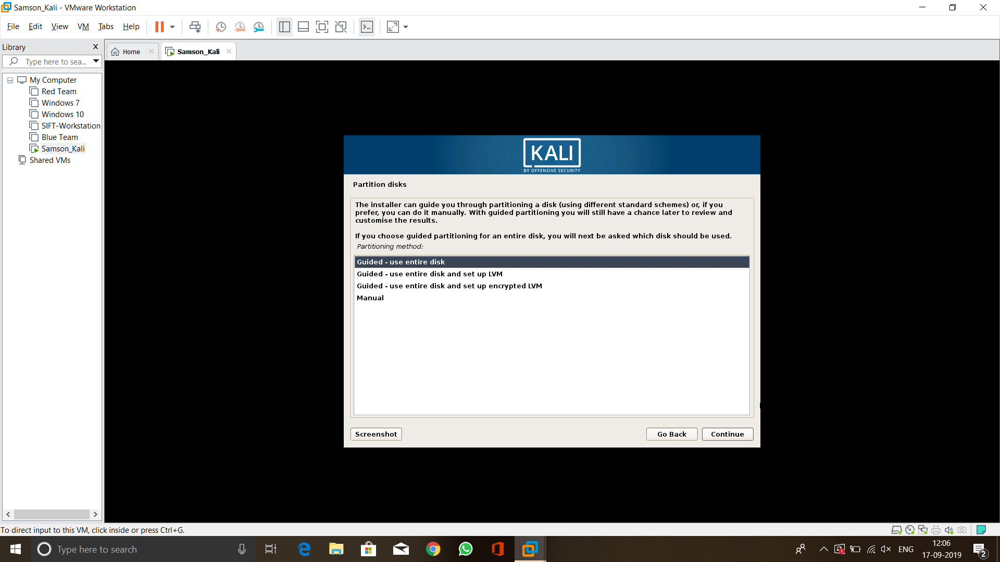 Samson_Kali - VMware Workstation
File Edit View VM Tabs Help
Library
Type here to sea...
Home
Samson_Kali
My Computer
Red Team
Windows 7
Windows 10
SIFT-Workstation
Blue Team
Samson_Kali
Shared VMs
KALI
BY OFFENSIVE SECURITY
Partition disks
The installer can guide you through partitioning a disk (using different standard schemes) or, if you
prefer, you can do it manually. With guided partitioning you will still have a chance later to review and
customise the results.
If you choose guided partitioning for an entire disk, you will next be asked which disk should be used.
Partitioning method:
Guided - use entire disk
Guided - use entire disk and set up LVM
Guided - use entire disk and set up encrypted LVM
Manual
Screenshot
Go Back
Continue
To direct input to this VM, click inside or press Ctrl+G.
Type here to search
ENG
12:06
17-09-2019
2